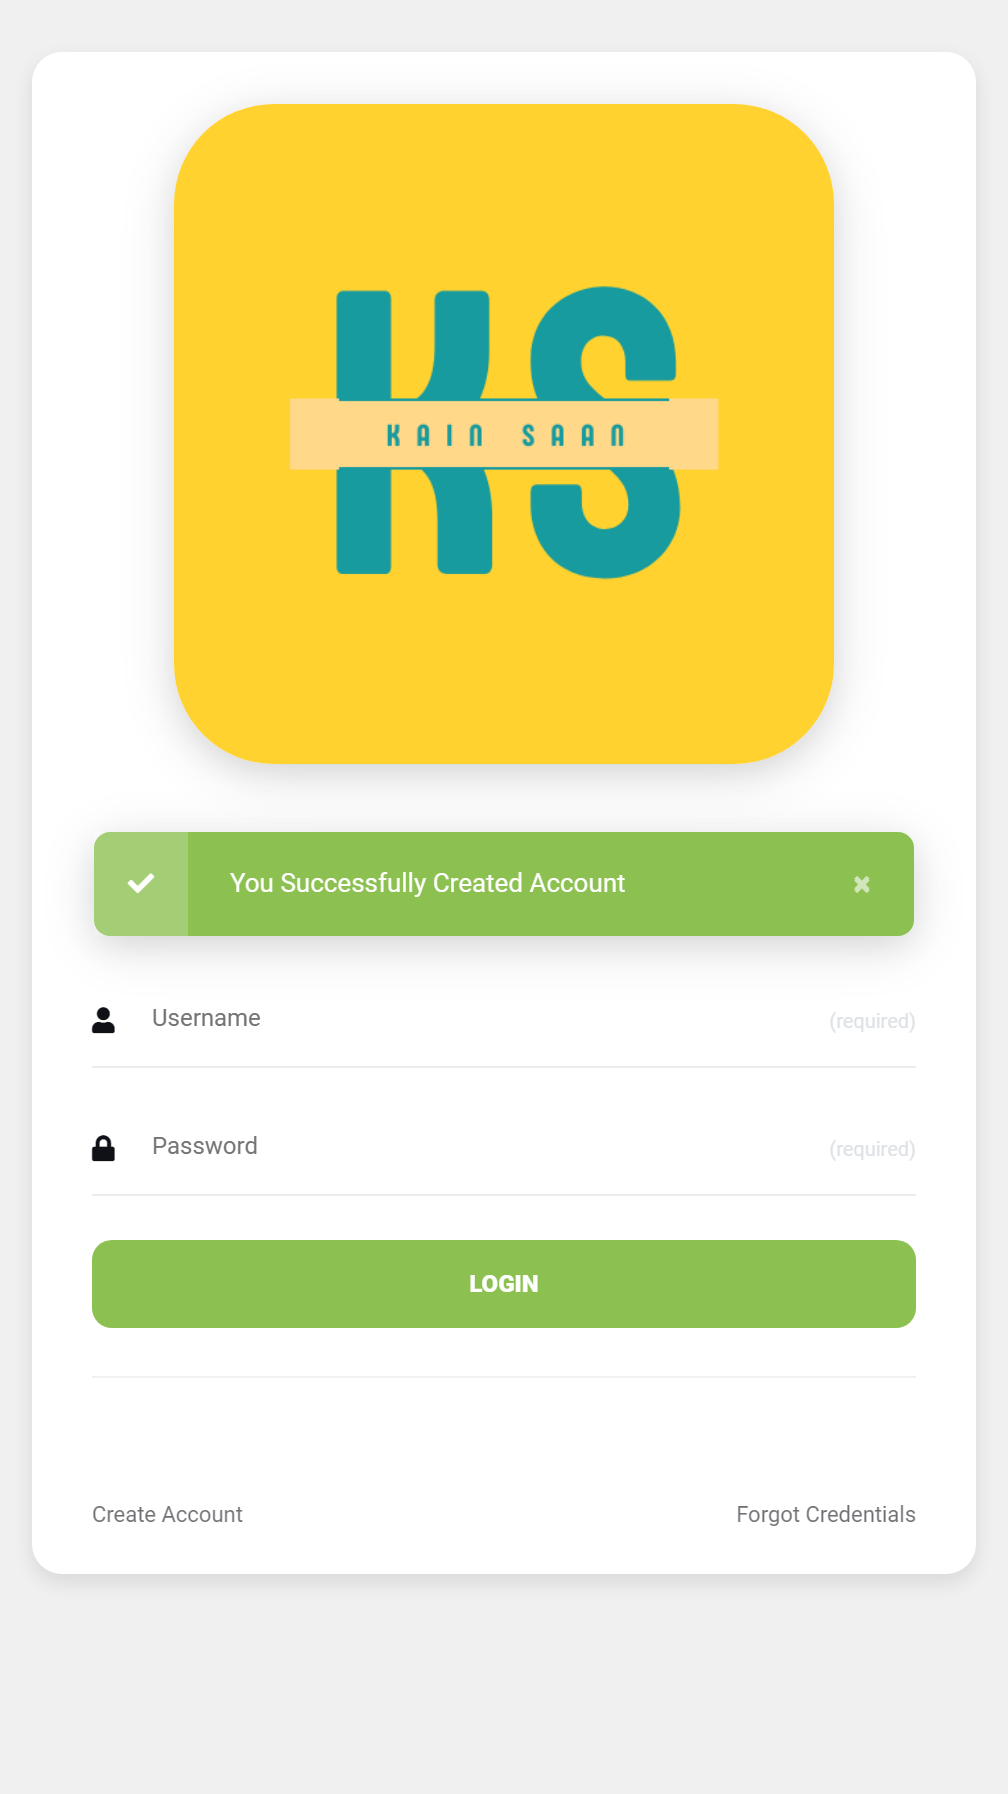 KS
KAIN SAAN
You Successfully Created Account
Username (required)
Password (required)
LOGIN
Create Account Forgot Credentials